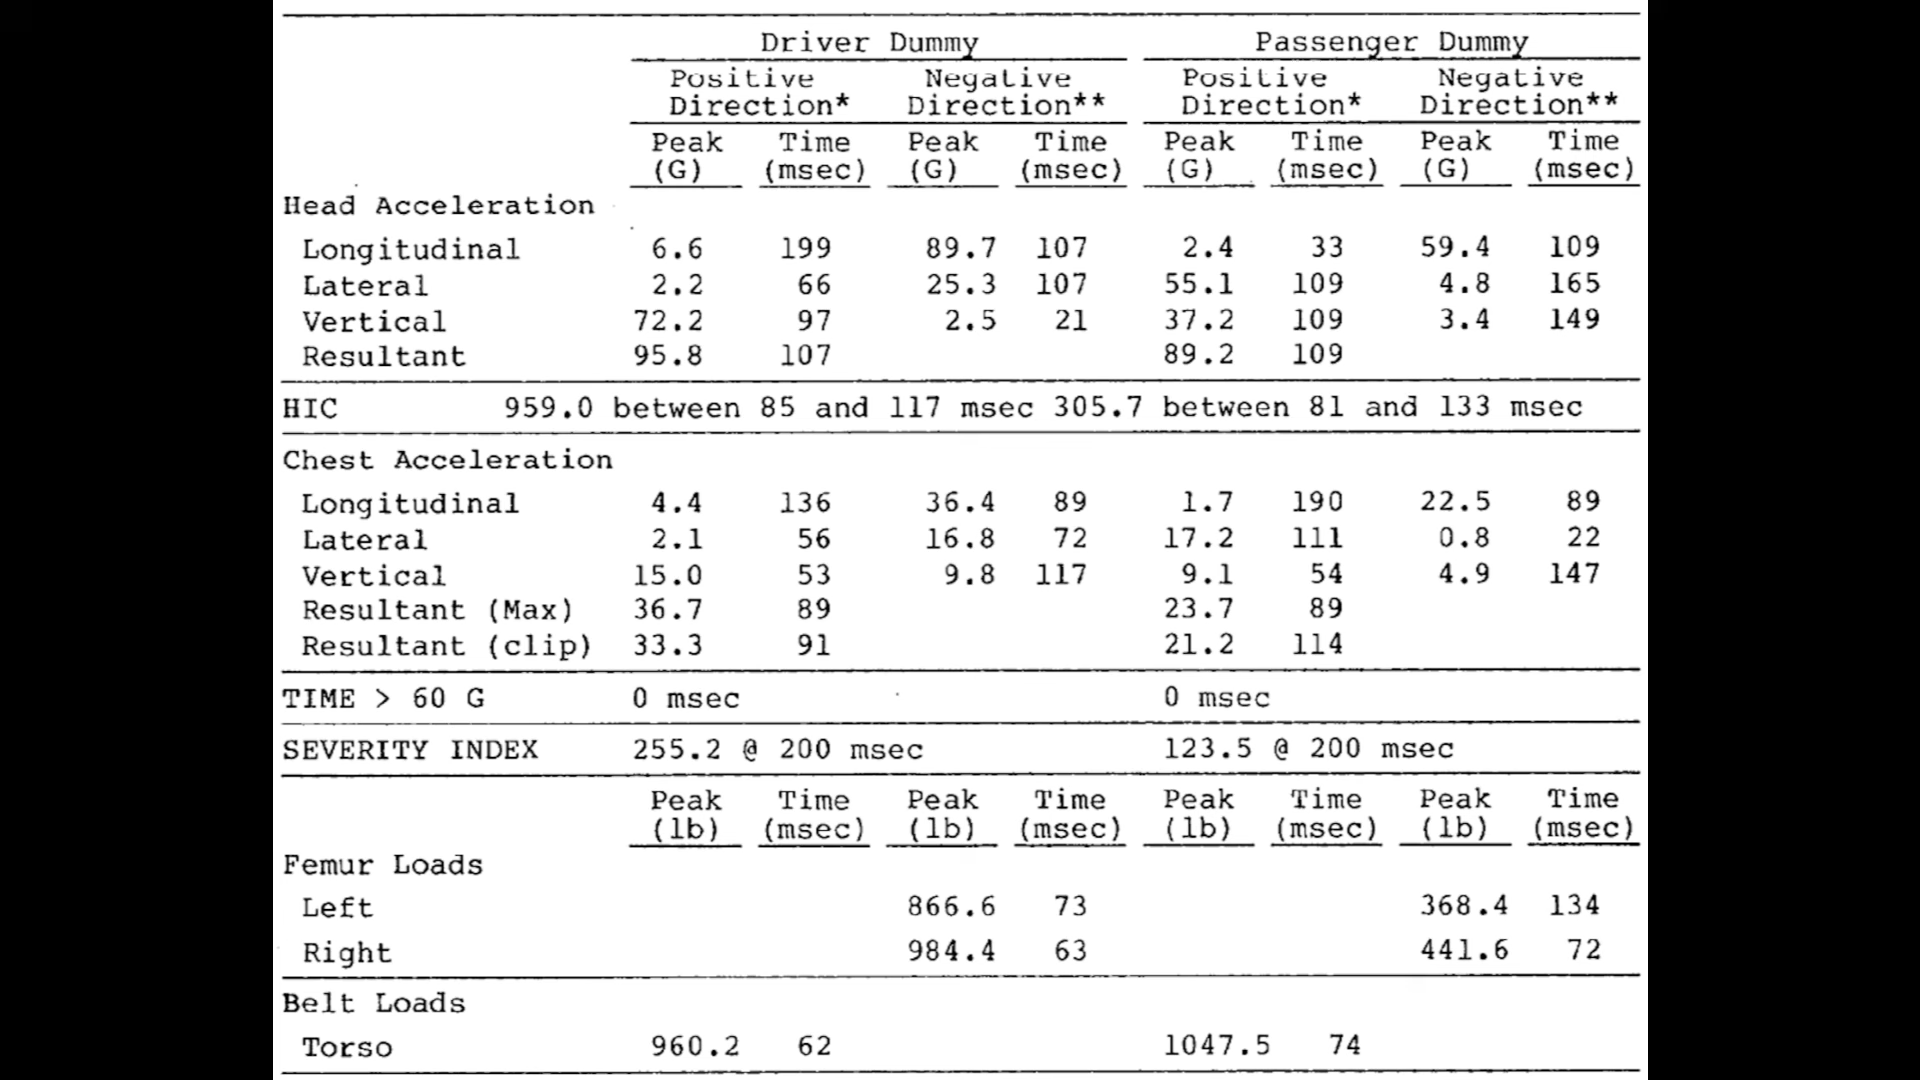 Driver Dummy Passenger Dummy
Positive Negative Positive Negative
Direction* Direction** Direction* Direction**
Peak Time Peak Time Peak Time Peak Time
(G) (msec) (G) (msec) (G) (msec) (G) (msec)
Head Acceleration
Longitudinal 6.6 199 89.7 107 2.4 33 59.4 109
Lateral 2.2 66 25.3 107 55.1 109 4.8 165
Vertical 72.2 97 2.5 21 37.2 109 3.4 149
Resultant 95.8 107 89.2 109
HIC 959.0 between 85 and 117 msec 305.7 between 81 and 133 msec
Chest Acceleration
Longitudinal 4.4 136 36.4 89 1.7 190 22.5 89
Lateral 2.1 56 16.8 72 17.2 111 0.8 22
Vertical 15.0 53 9.8 117 9.1 54 4.9 147
Resultant (Max) 36.7 89 23.7 89
Resultant (clip) 33.3 91 21.2 114
TIME > 60 G 0 msec 0 msec
SEVERITY INDEX 255.2 @ 200 msec 123.5 @ 200 msec
Peak Time Peak Time Peak Time Peak Time
(lb) (msec) (lb) (msec) (lb) (msec) (lb) (msec)
Femur Loads
Left 866.6 73 368.4 134
Right 984.4 63 441.6 72
Belt Loads
Torso 960.2 62 1047.5 74